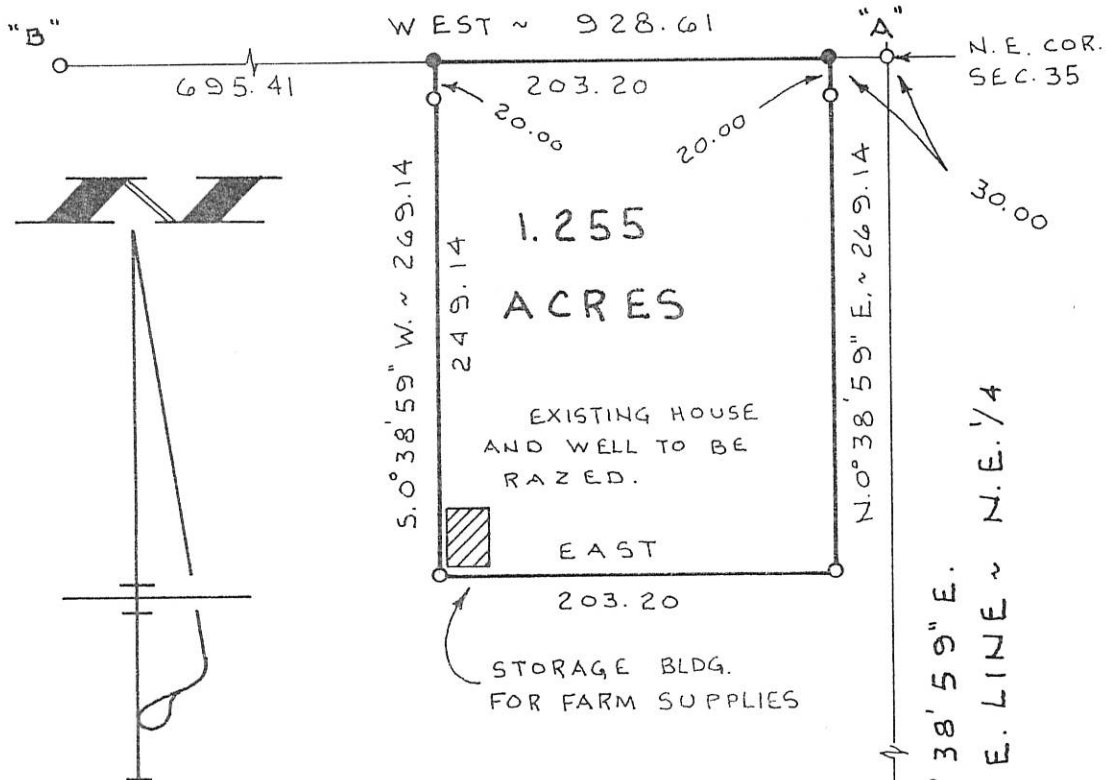 WEST ~ 928.61
"B"
"A"
N.E. COR.
SEC. 35
695.41
203.20
20.00
20.00
30.00
N
S.0°38'59"W. ~ 269.14
249.14
1.255
ACRES
N.0°38'59"E. ~ 269.14
EXISTING HOUSE
AND WELL TO BE
RAZED.
EAST
203.20
STORAGE BLDG.
FOR FARM SUPPLIES
38'59"E.
E. LINE ~ N.E. 1/4